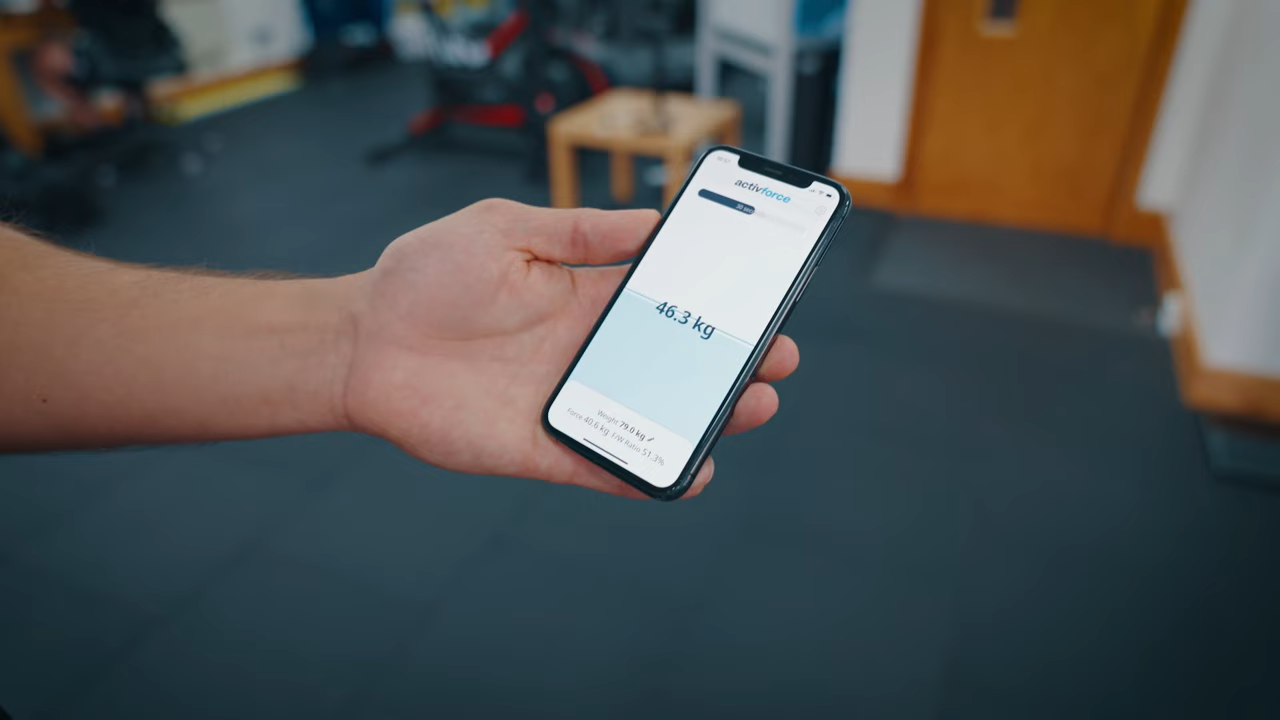 activforce
46.3 kg
Weight 79.0 kg
Force 40.6 kg F/W Ratio 51.3%